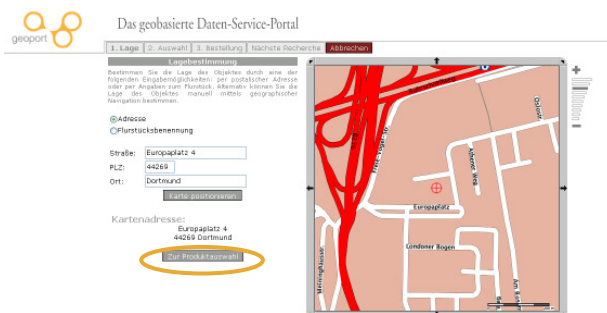 geoport
Das geobasierte Daten-Service-Portal
1. Lage
2. Auswahl
3. Bestellung
Nächste Recherche
Abbrechen
Lagebestimmung
Bestimmen Sie die Lage des Objektes durch eine der
folgenden Eingabemöglichkeiten: per postalischer Adresse
oder per Angaben zum Flurstück. Alternativ können Sie die
Lage des Objektes manuell mittels geographischer
Navigation bestimmen.
Adresse
Flurstücksbenennung
Straße: Europaplatz 4
PLZ: 44269
Ort: Dortmund
Karte positionieren
Kartenadresse:
Europaplatz 4
44269 Dortmund
Zur Produktauswahl
Oslostr.
Athener Weg
Europaplatz
Londoner Bogen